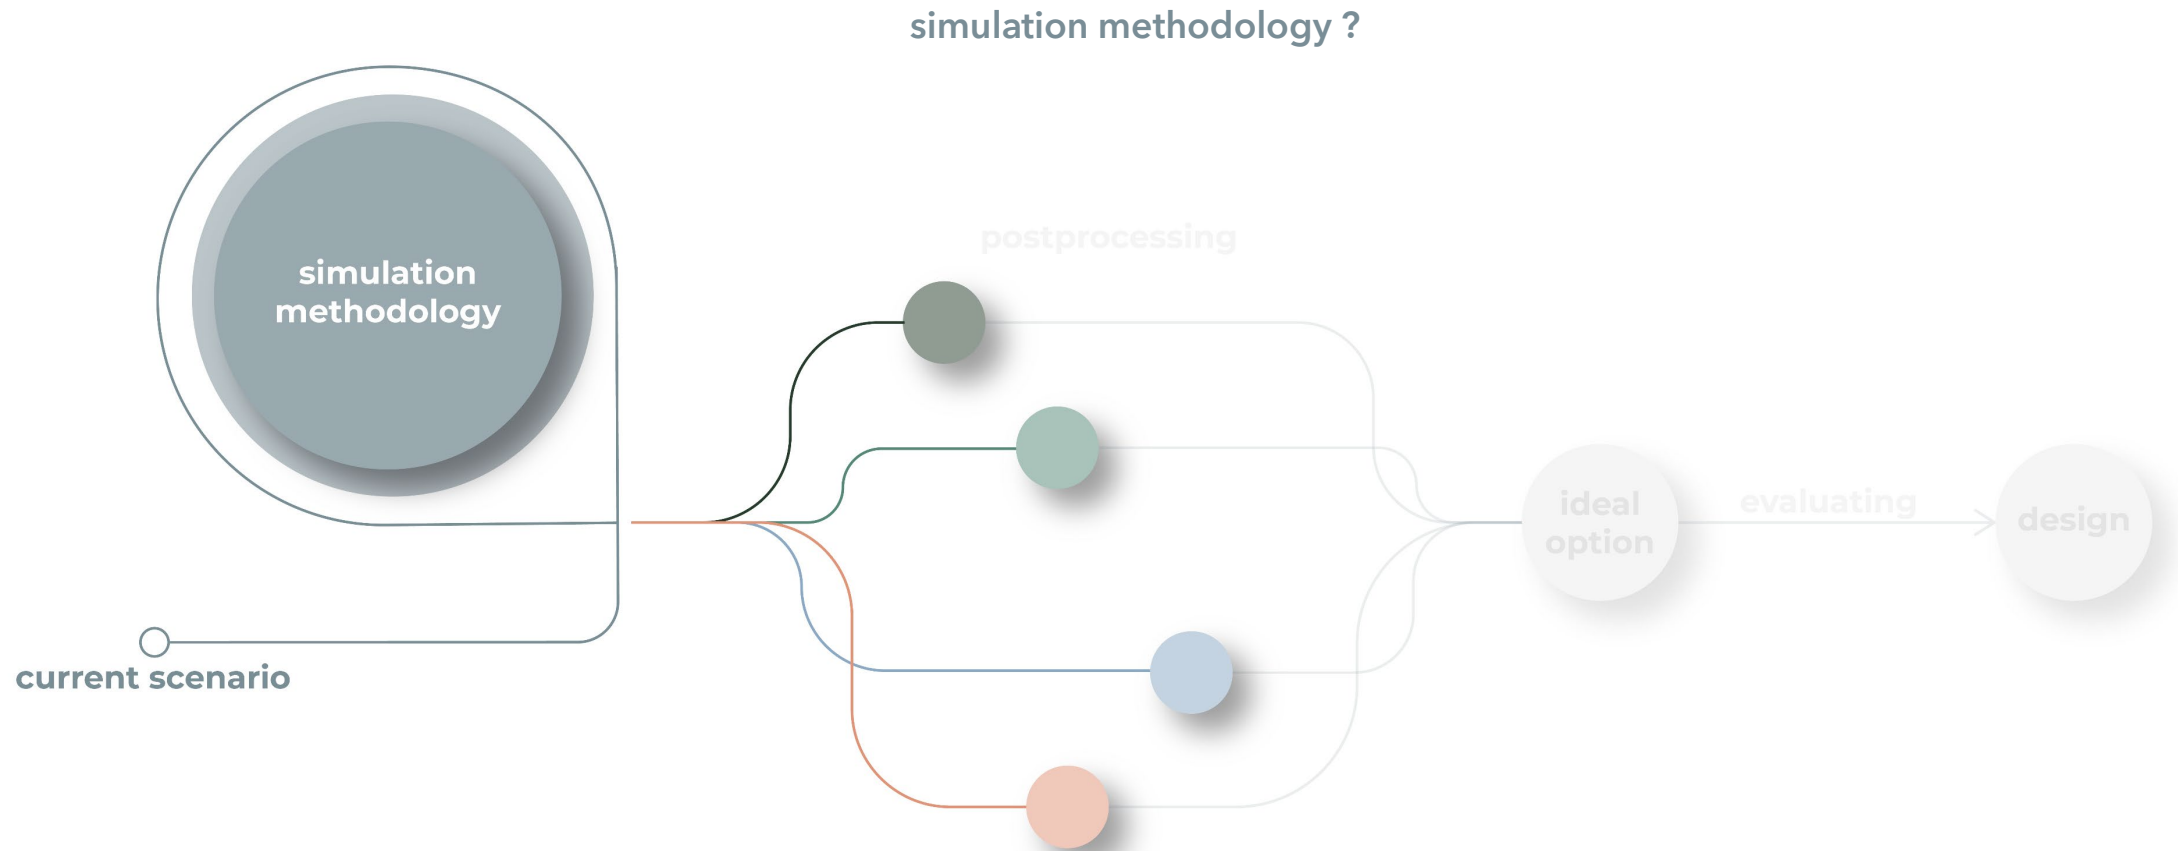 simulation methodology ?
simulation
methodology
postprocessing
ideal
option
evaluating
design
current scenario